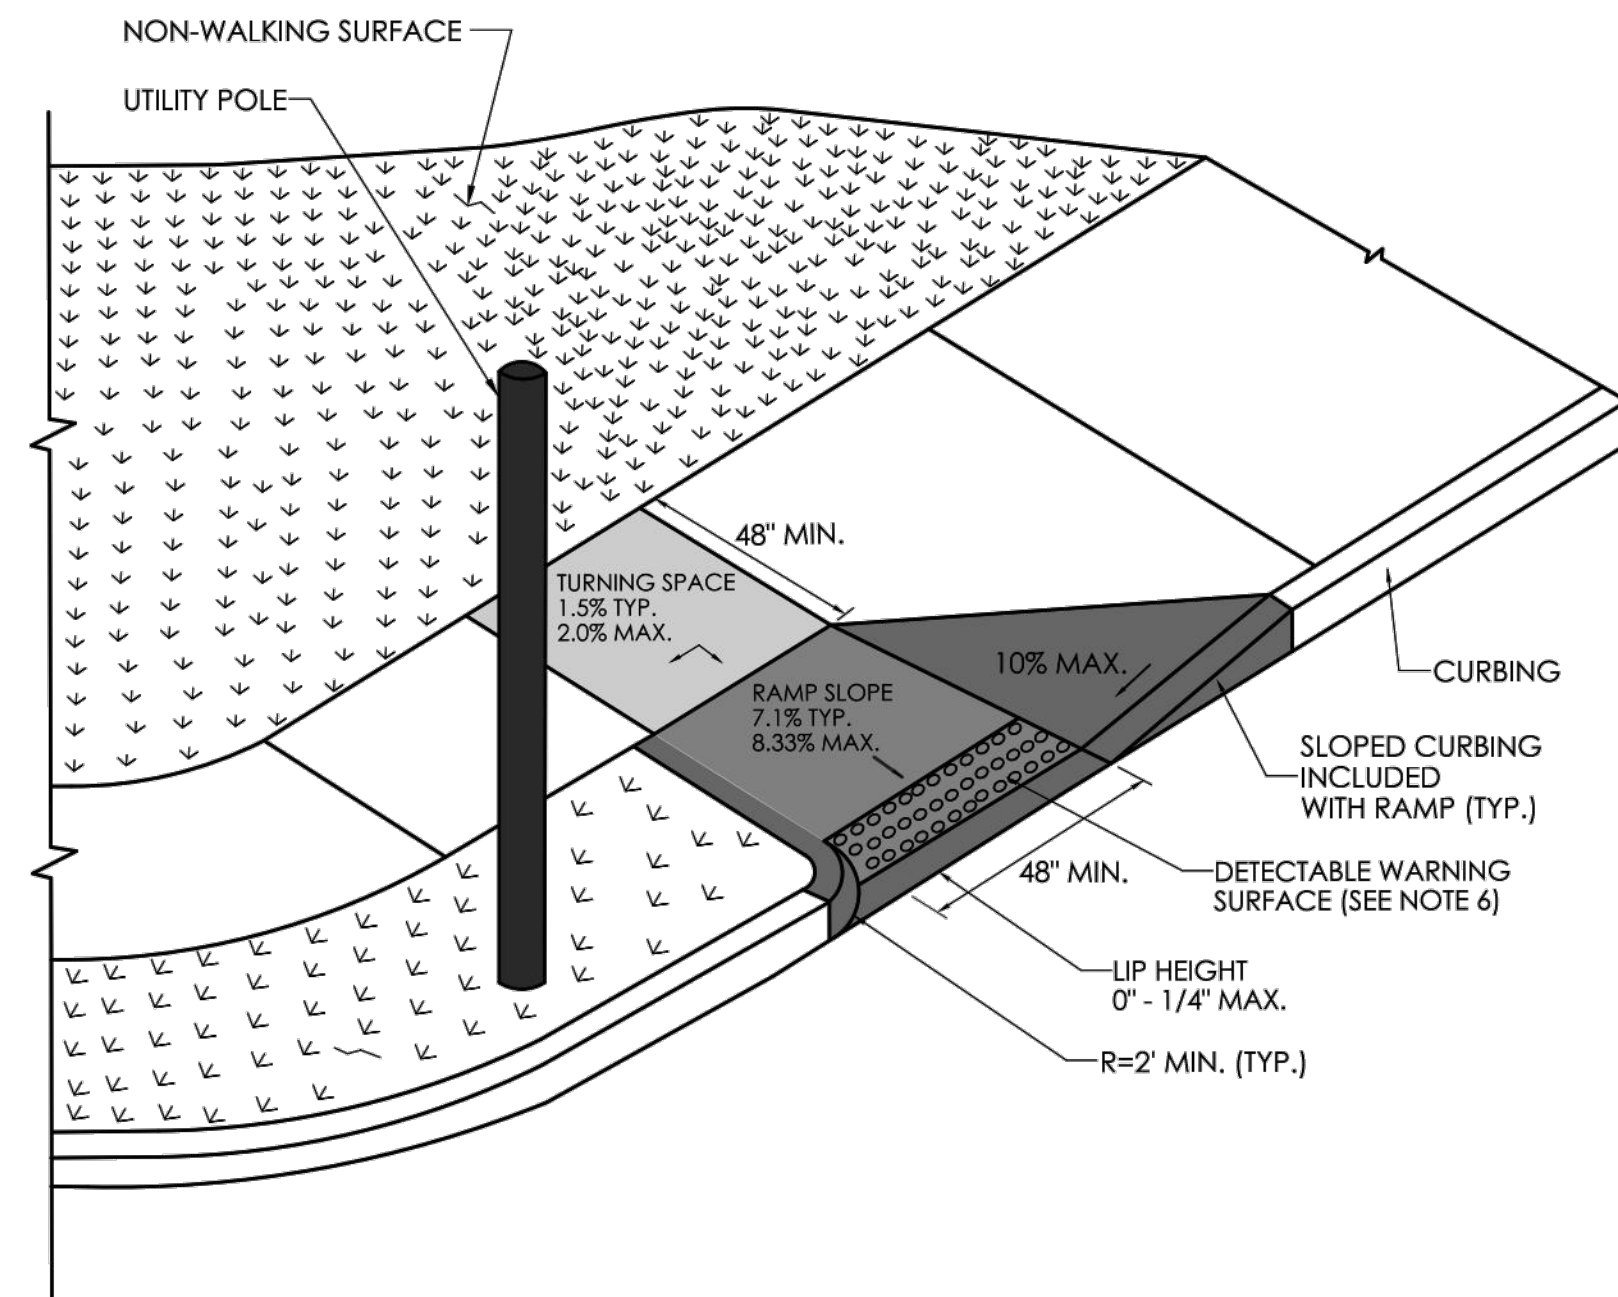 NON-WALKING SURFACE
UTILITY POLE
48" MIN.
TURNING SPACE
1.5% TYP.
2.0% MAX.
10% MAX.
RAMP SLOPE
7.1% TYP.
8.33% MAX.
CURBING
SLOPED CURBING
INCLUDED
WITH RAMP (TYP.)
48" MIN.
DETECTABLE WARNING
SURFACE (SEE NOTE 6)
LIP HEIGHT
0" - 1/4" MAX.
R=2' MIN. (TYP.)